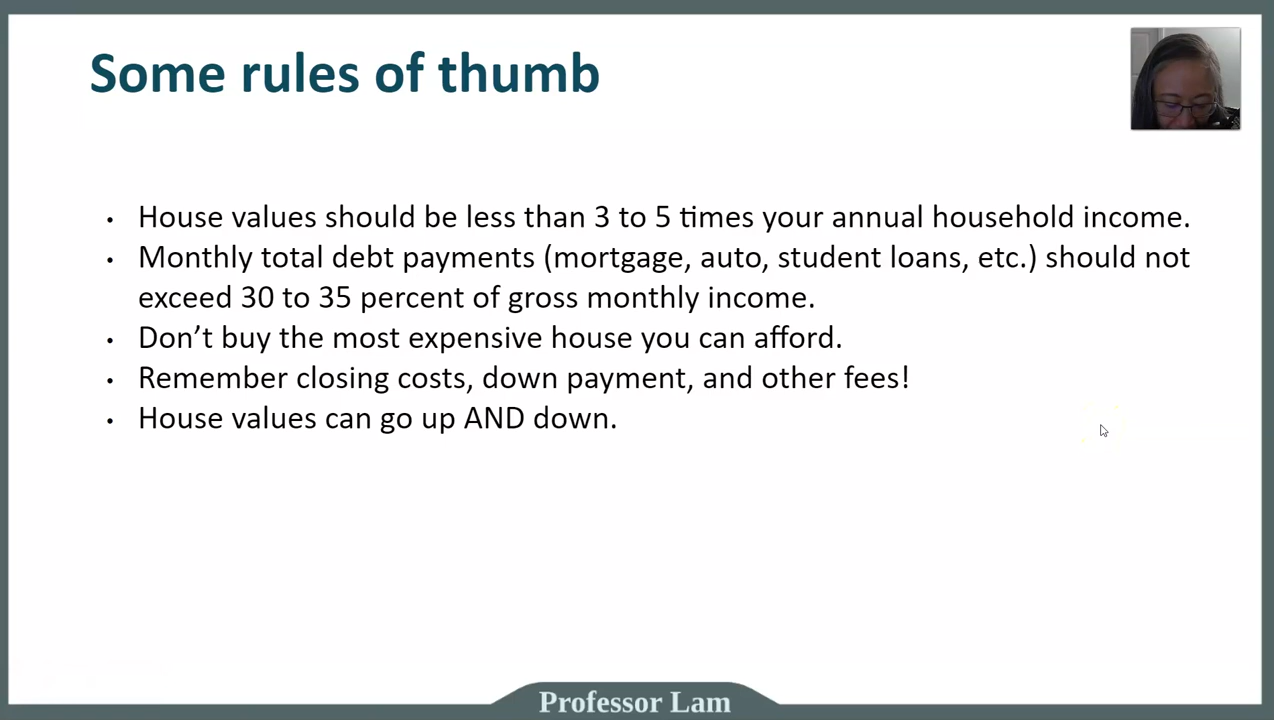 Some rules of thumb
• House values should be less than 3 to 5 times your annual household income.
• Monthly total debt payments (mortgage, auto, student loans, etc.) should not
exceed 30 to 35 percent of gross monthly income.
• Don’t buy the most expensive house you can afford.
• Remember closing costs, down payment, and other fees!
• House values can go up AND down.
Professor Lam